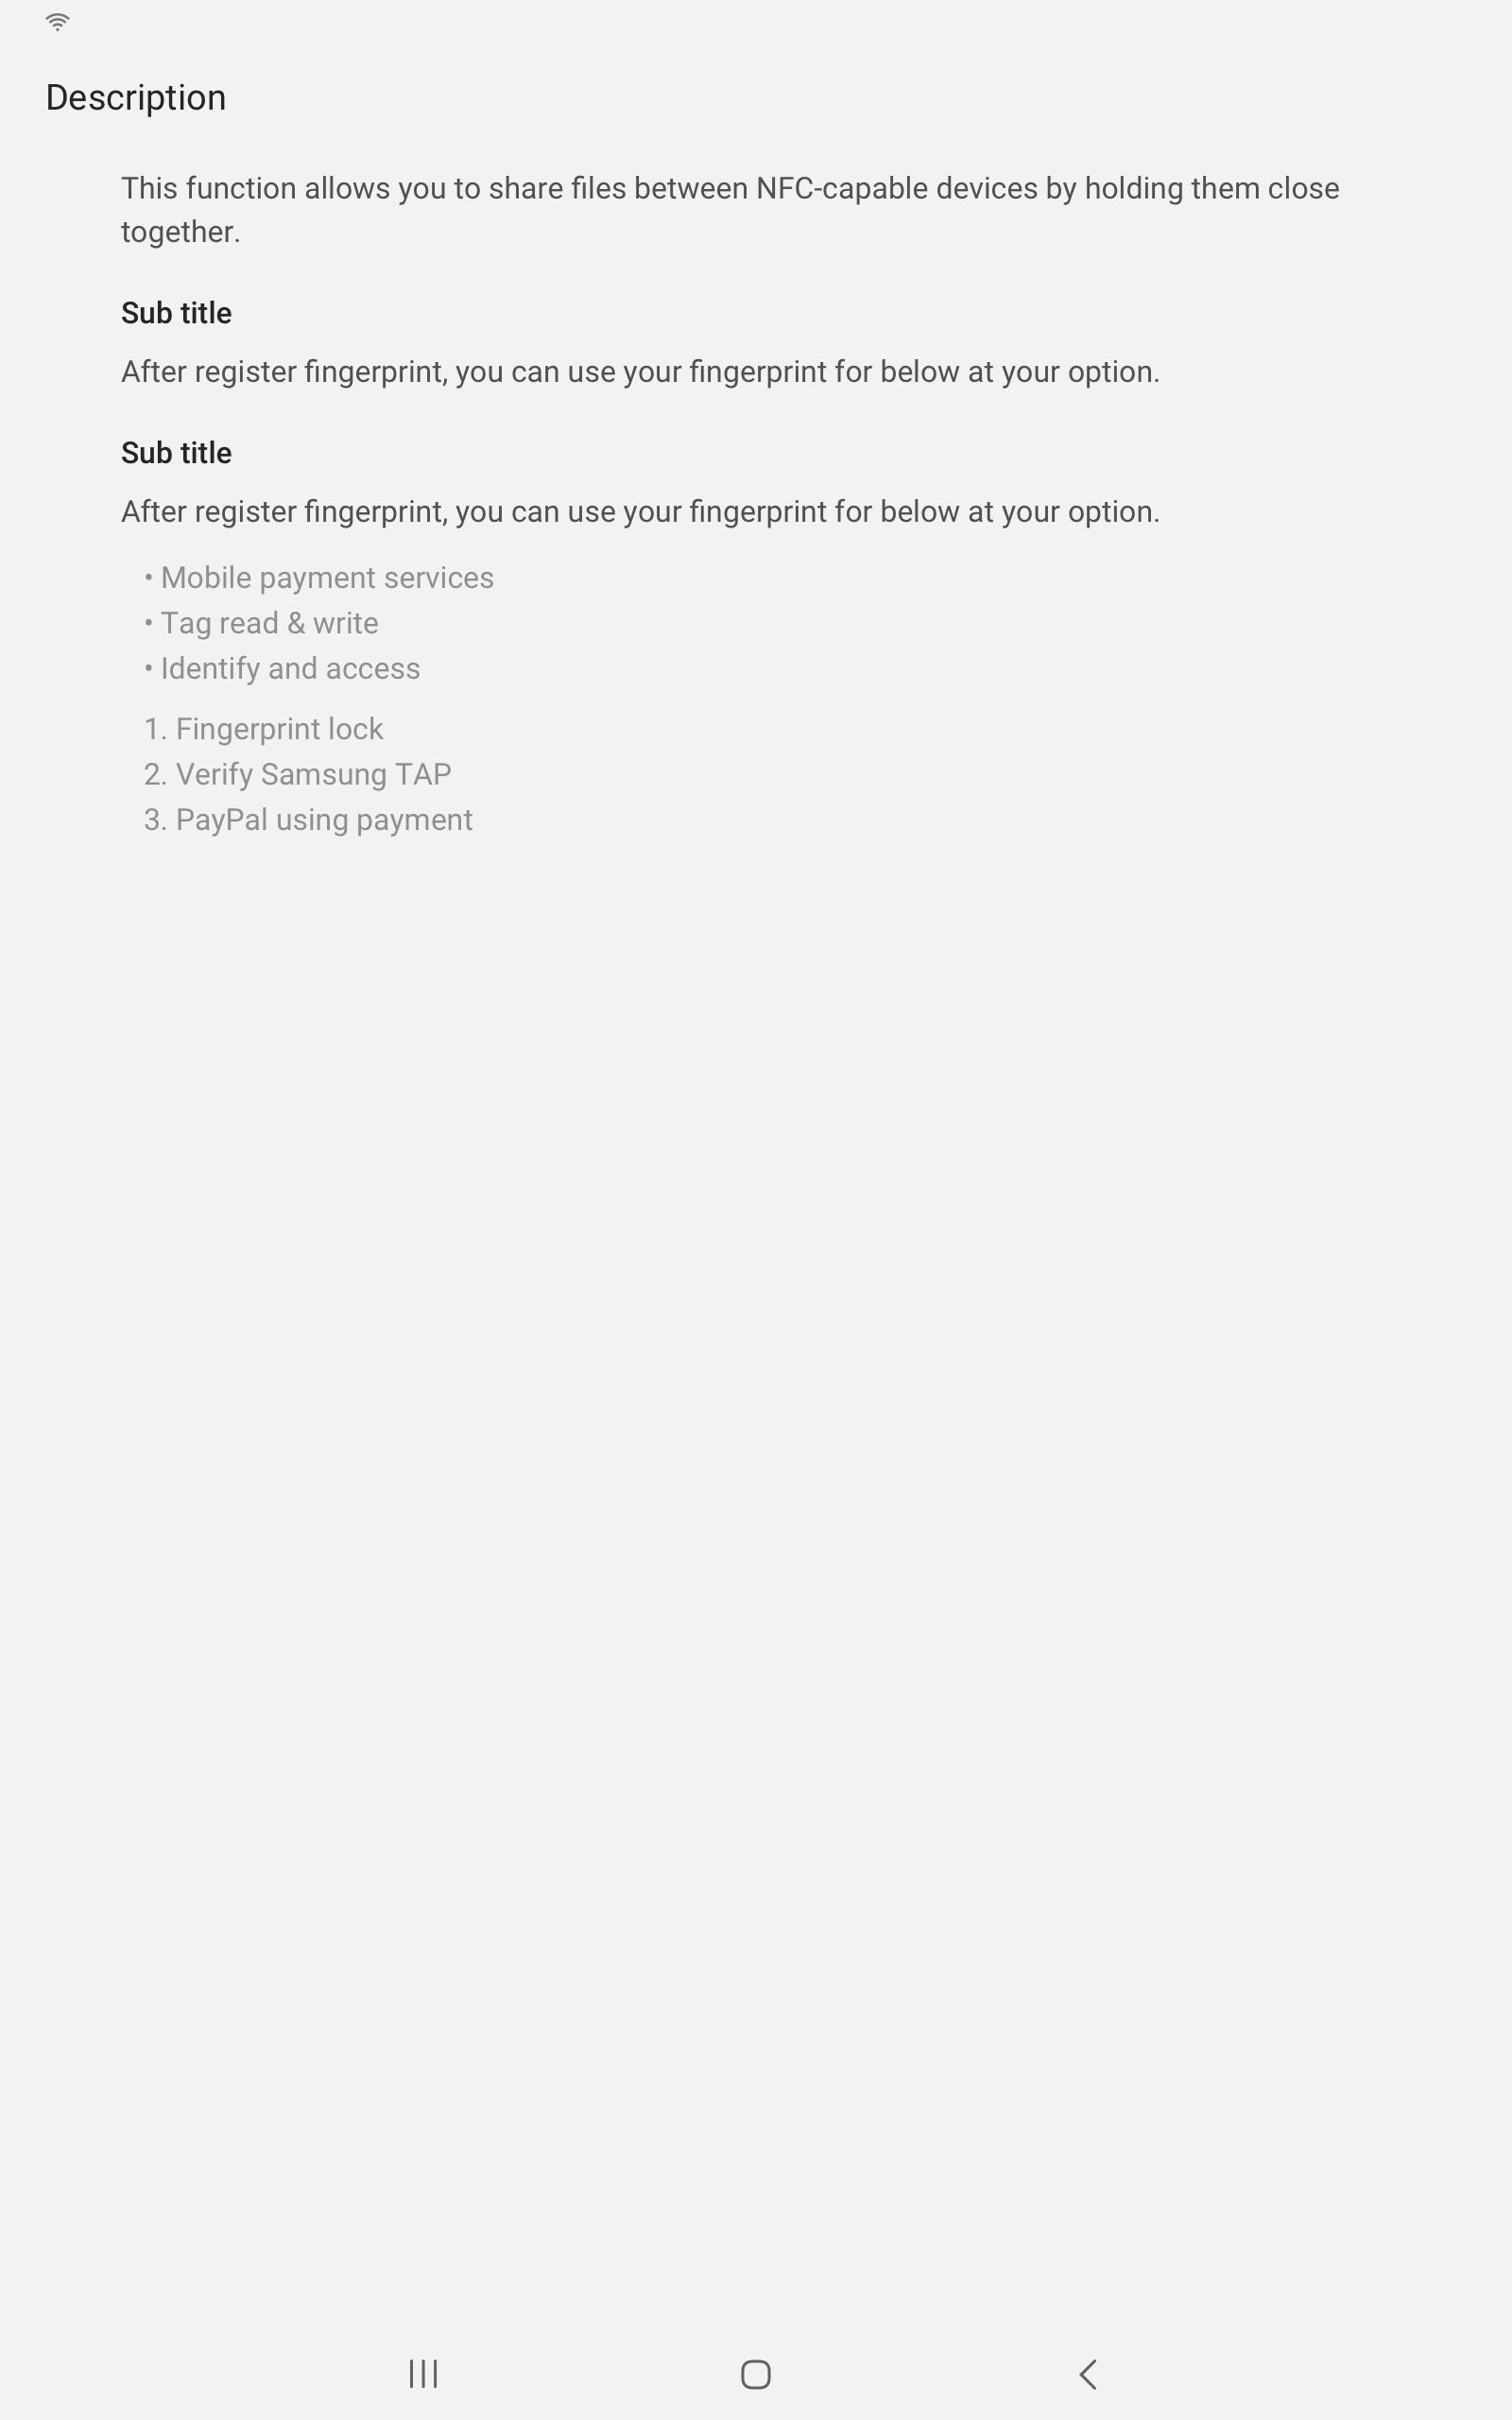 Description
This function allows you to share files between NFC-capable devices by holding them close
together.
Sub title
After register fingerprint, you can use your fingerprint for below at your option.
Sub title
After register fingerprint, you can use your fingerprint for below at your option.
• Mobile payment services
• Tag read & write
• Identify and access
1. Fingerprint lock
2. Verify Samsung TAP
3. PayPal using payment